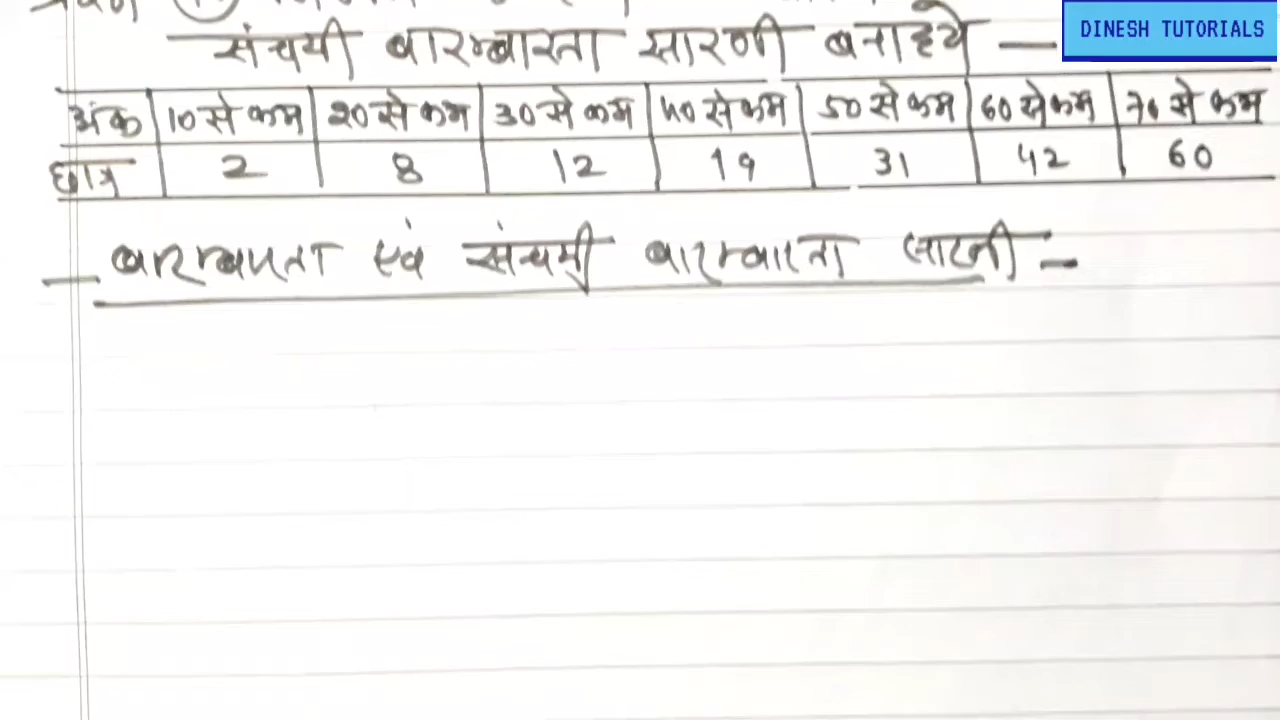 DINESH TUTORIALS
संचयी बारम्बारता सारणी बनाइये —
अंक 10 से कम 20 से कम 30 से कम 40 से कम 50 से कम 60 से कम 70 से कम
छात्र 2 8 12 19 31 42 60
— बारम्बारता एवं संचयी बारम्बारता सारणी —